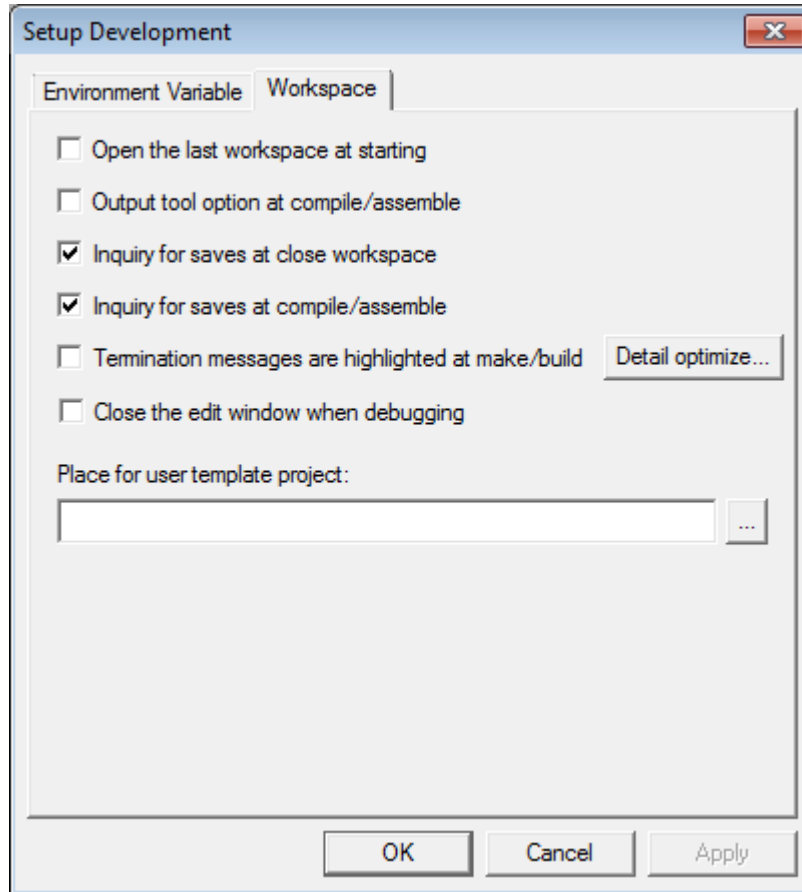 Setup Development
Environment Variable Workspace
Open the last workspace at starting
Output tool option at compile/assemble
Inquiry for saves at close workspace
Inquiry for saves at compile/assemble
Termination messages are highlighted at make/build Detail optimize...
Close the edit window when debugging
Place for user template project:
...
OK Cancel Apply